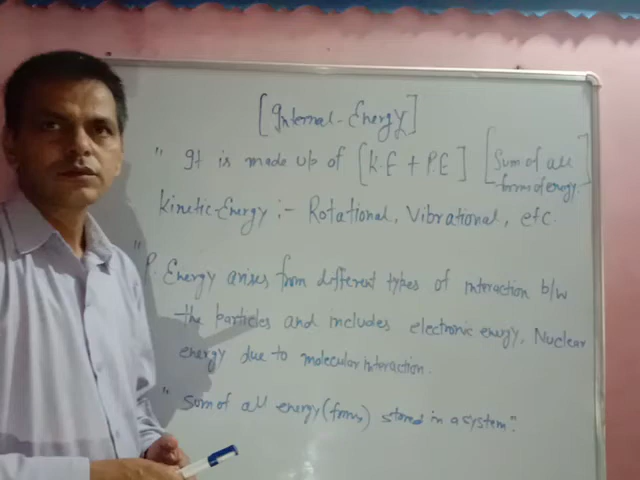 [Internal-Energy]
" It is made up of [K.E + P.E] [Sum of all
form of energy]
Kinetic-Energy :- Rotational, Vibrational, etc.
"P. Energy arises from different types of interaction b/w
the particles and includes electronic energy, Nuclear
energy due to molecular interaction.
" Sum of all energy (forms) stored in a system".